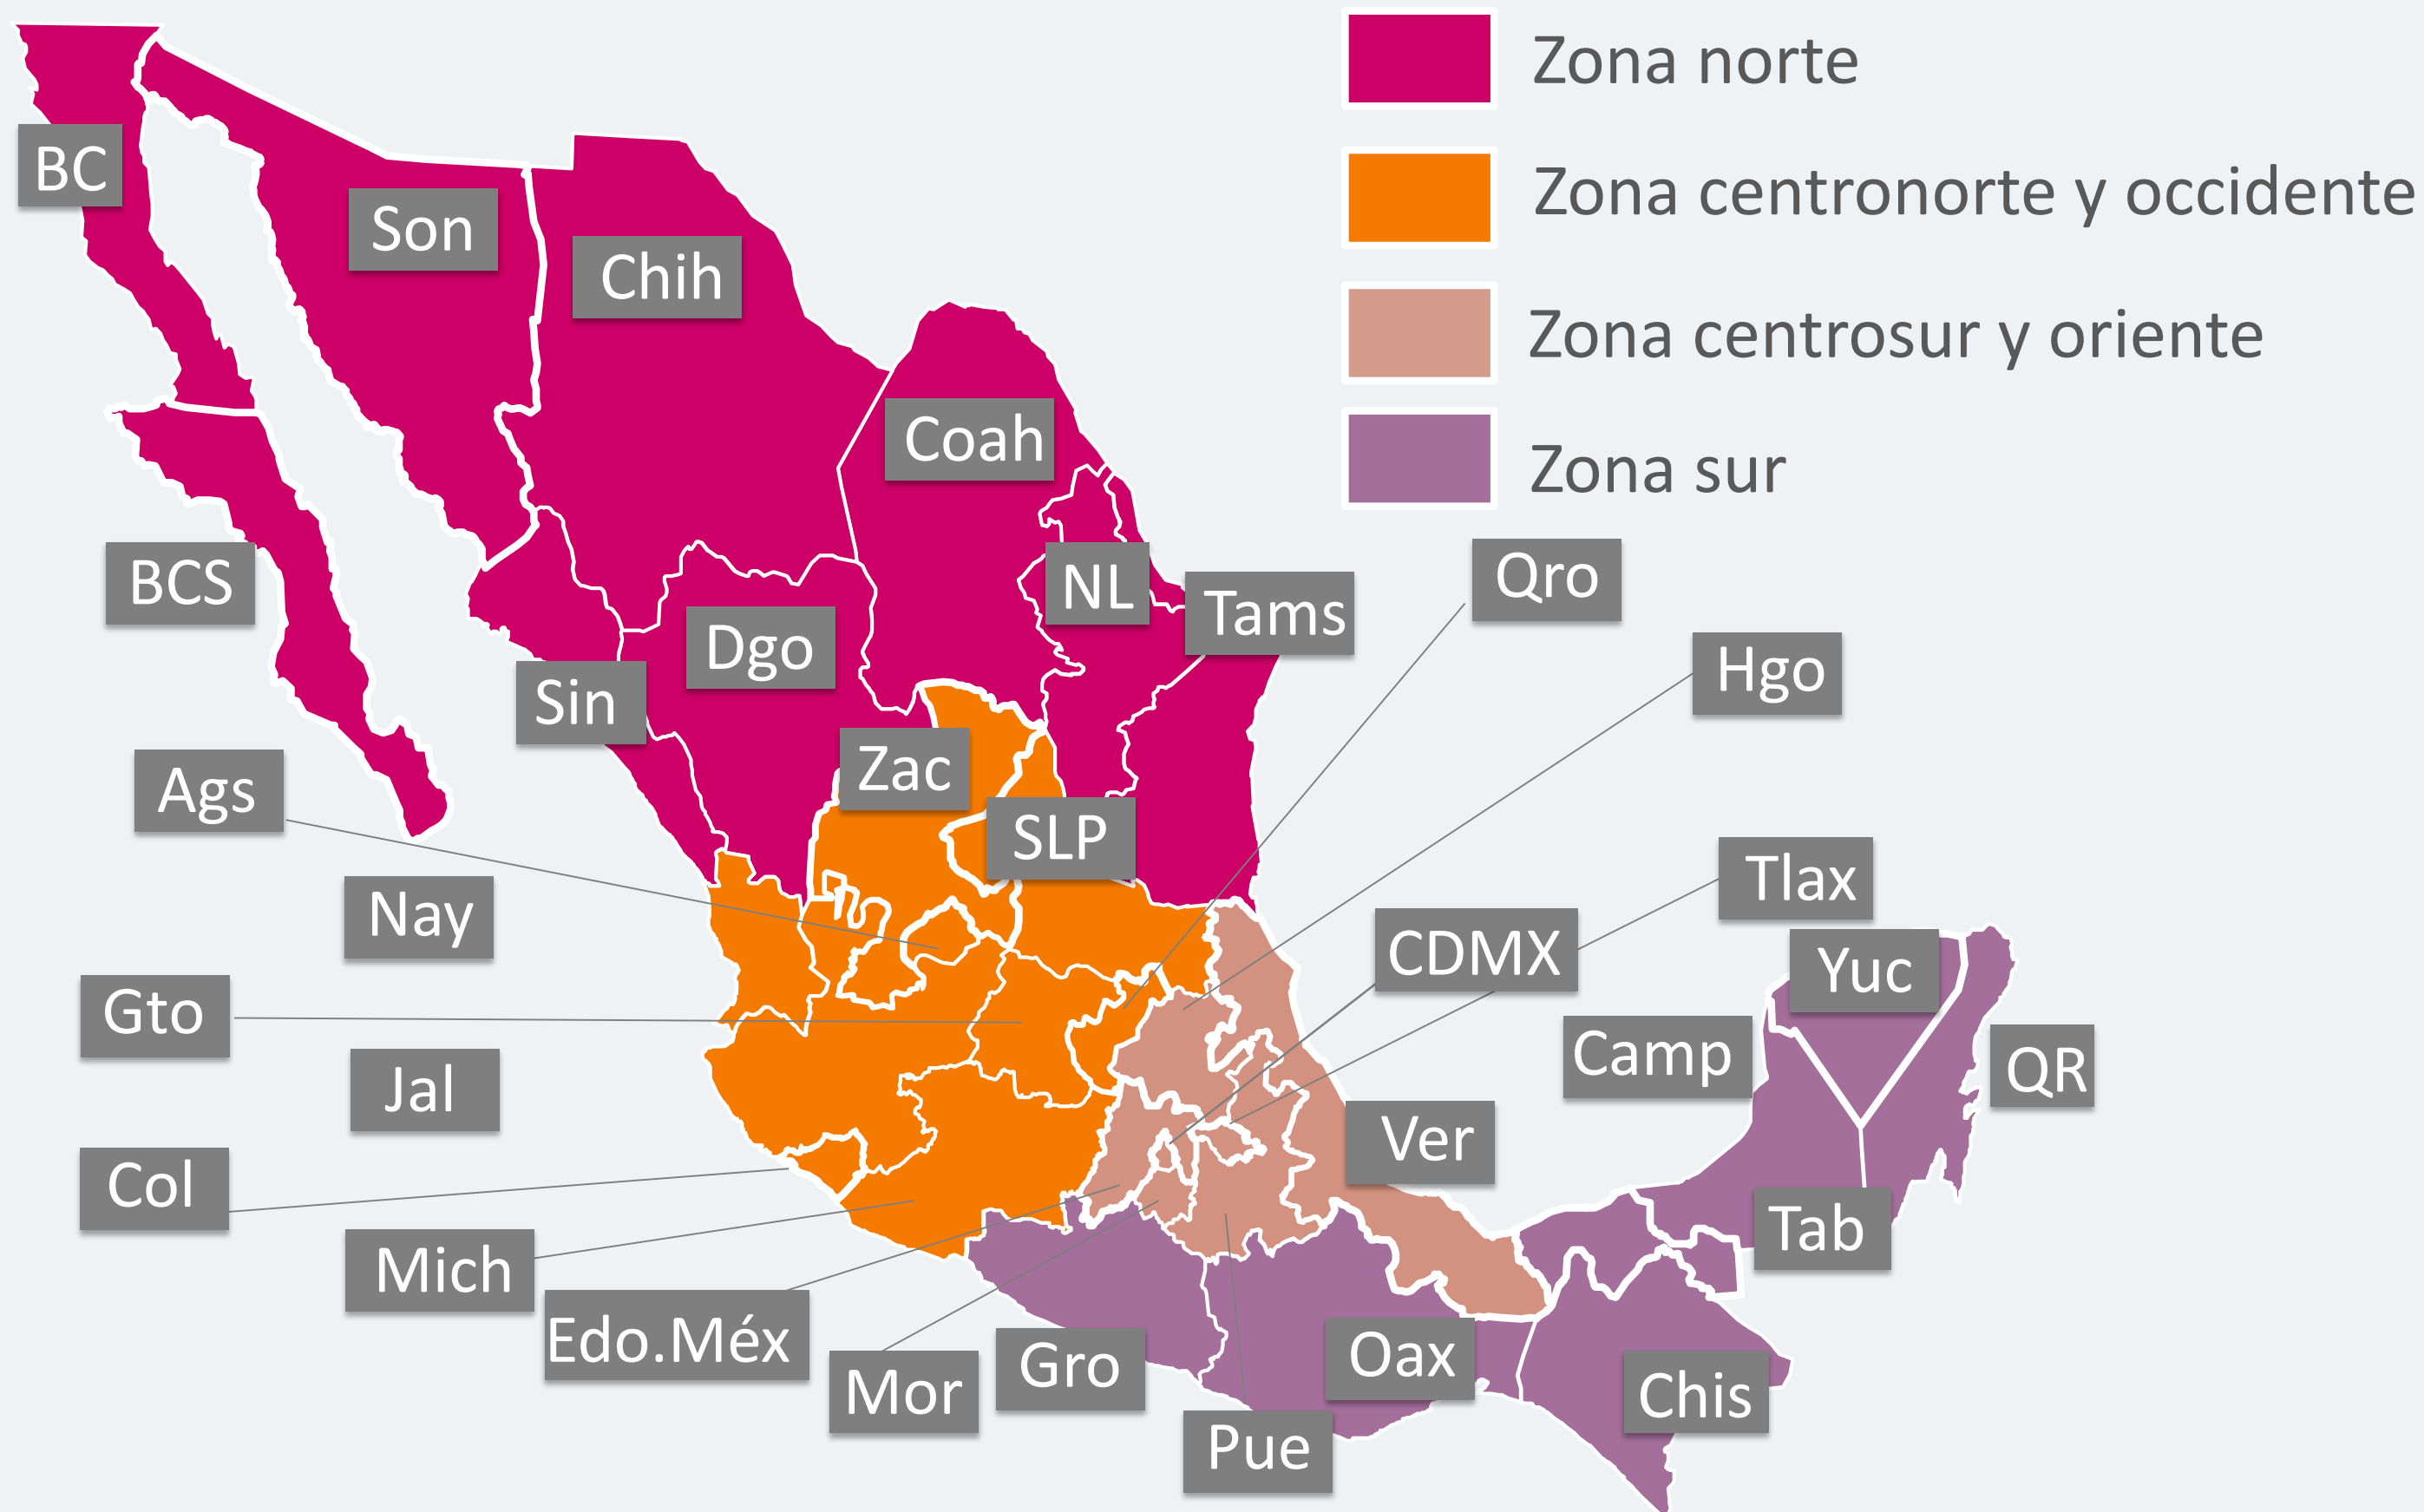 Zona norte
Zona centronorte y occidente
Zona centrosur y oriente
Zona sur
BC
Son
Chih
Coah
BCS
NL
Tams
Qro
Dgo
Hgo
Sin
Zac
Ags
SLP
Tlax
Nay
CDMX
Yuc
Gto
Camp
QR
Jal
Ver
Col
Tab
Mich
Edo.Méx
Gro
Oax
Mor
Chis
Pue